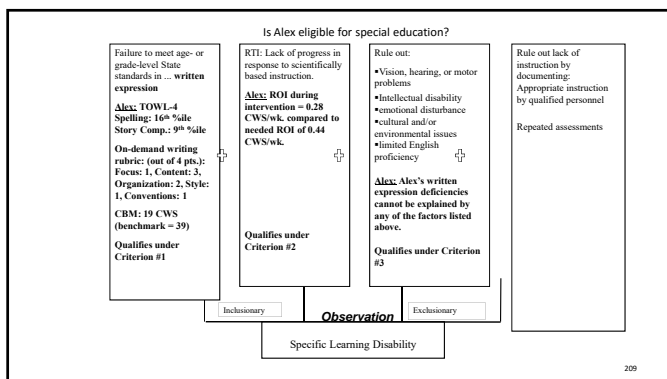 Is Alex eligible for special education?
Failure to meet age- or
grade-level State
standards in ... written
expression
Alex: TOWL-4
Spelling: 16th %ile
Story Comp.: 9th %ile
On-demand writing
rubric: (out of 4 pts.):
Focus: 1, Content: 3,
Organization: 2, Style:
1, Conventions: 1
CBM: 19 CWS
(benchmark = 39)
Qualifies under
Criterion #1
RTI: Lack of progress in
response to scientifically
based instruction.
Alex: ROI during
intervention = 0.28
CWS/wk. compared to
needed ROI of 0.44
CWS/wk.
Qualifies under
Criterion #2
Rule out:
▪Vision, hearing, or motor
problems
▪Intellectual disability
▪emotional disturbance
▪cultural and/or
environmental issues
▪limited English
proficiency
Alex: Alex's written
expression deficiencies
cannot be explained by
any of the factors listed
above.
Qualifies under Criterion
#3
Rule out lack of
instruction by
documenting:
Appropriate instruction
by qualified personnel
Repeated assessments
Inclusionary
Observation
Exclusionary
Specific Learning Disability
209